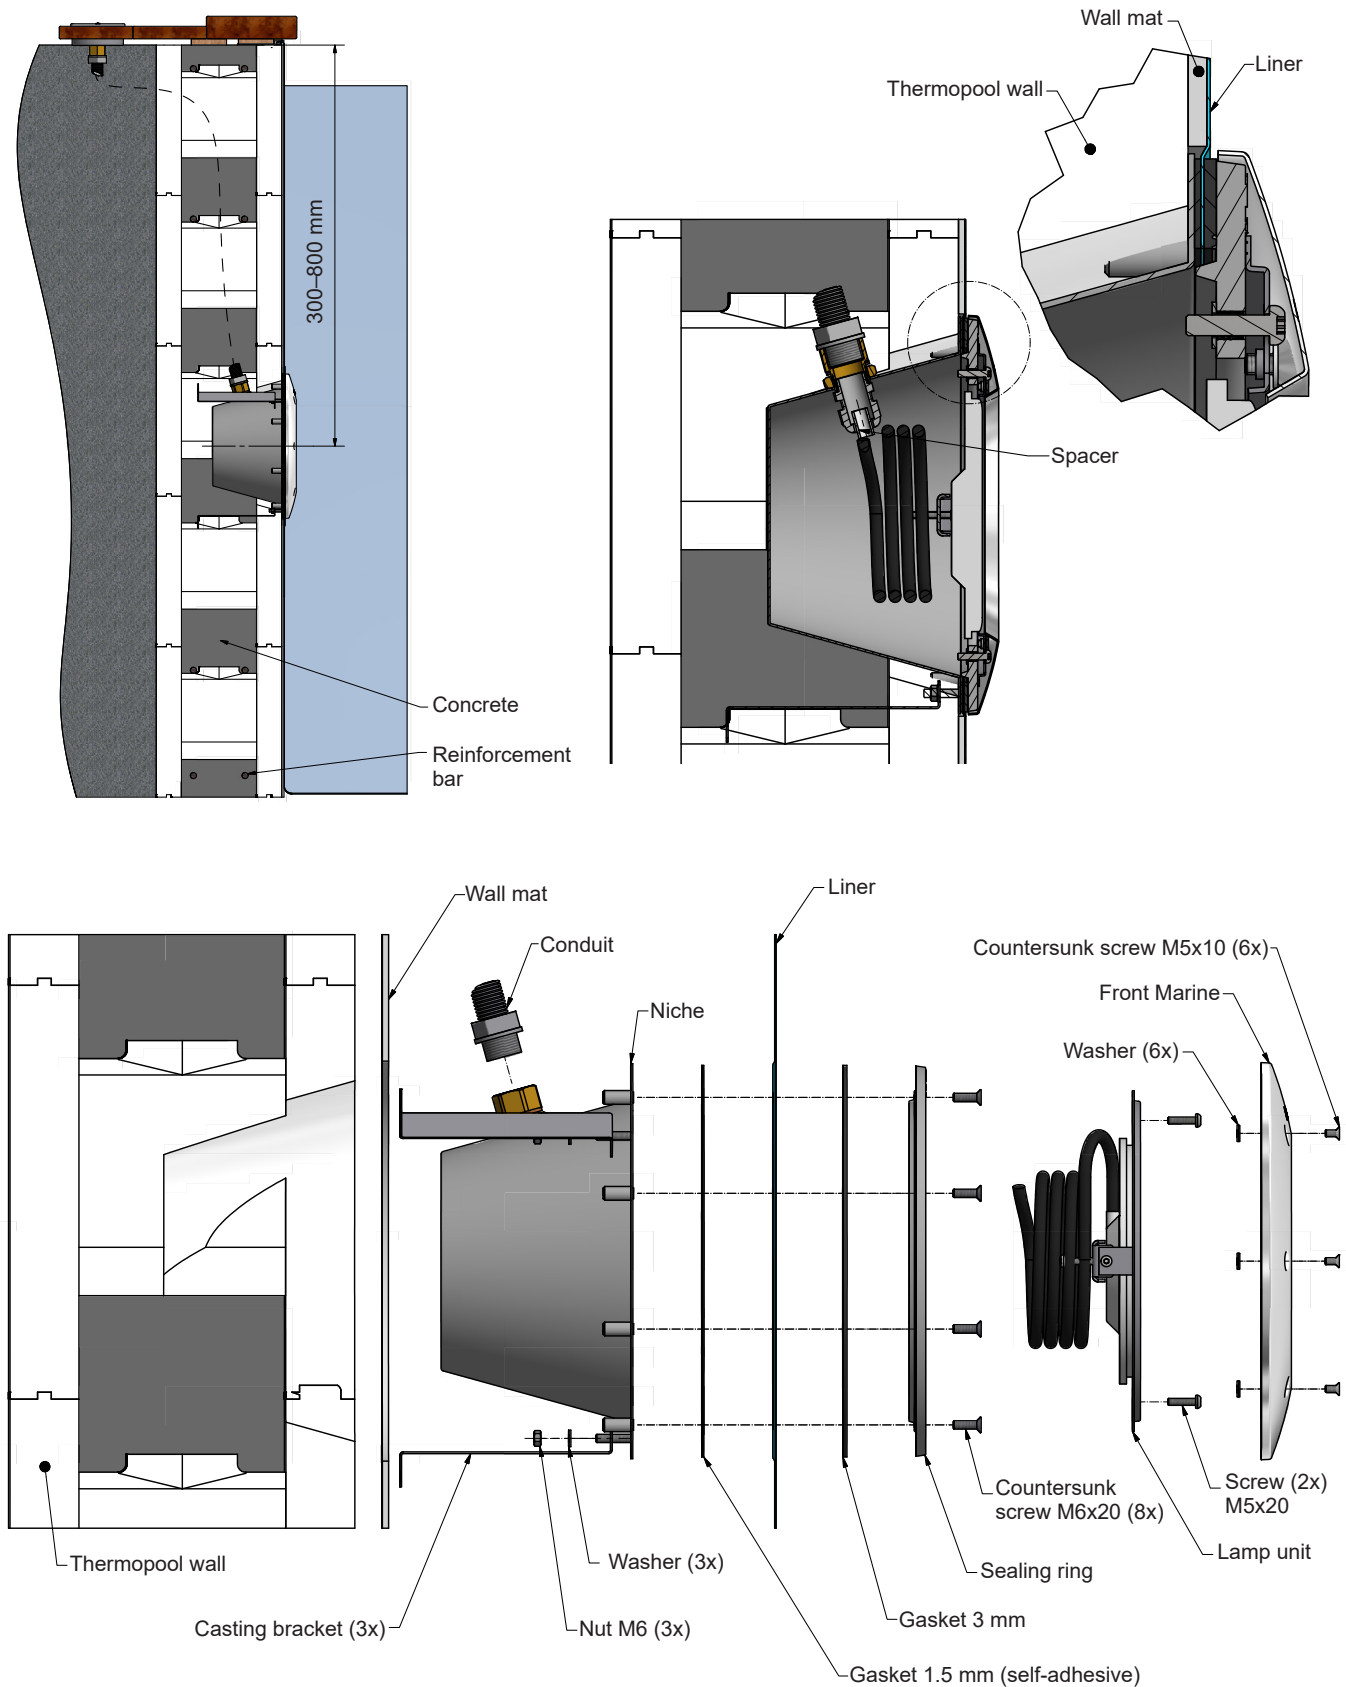 Wall mat
Liner
Thermopool wall
300–800 mm
Spacer
Concrete
Reinforcement
bar
Wall mat
Liner
Conduit
Countersunk screw M5x10 (6x)
Front Marine
Niche
Washer (6x)
Countersunk
screw M6x20 (8x)
Screw (2x)
M5x20
Lamp unit
Thermopool wall
Washer (3x)
Sealing ring
Casting bracket (3x)
Nut M6 (3x)
Gasket 3 mm
Gasket 1.5 mm (self-adhesive)